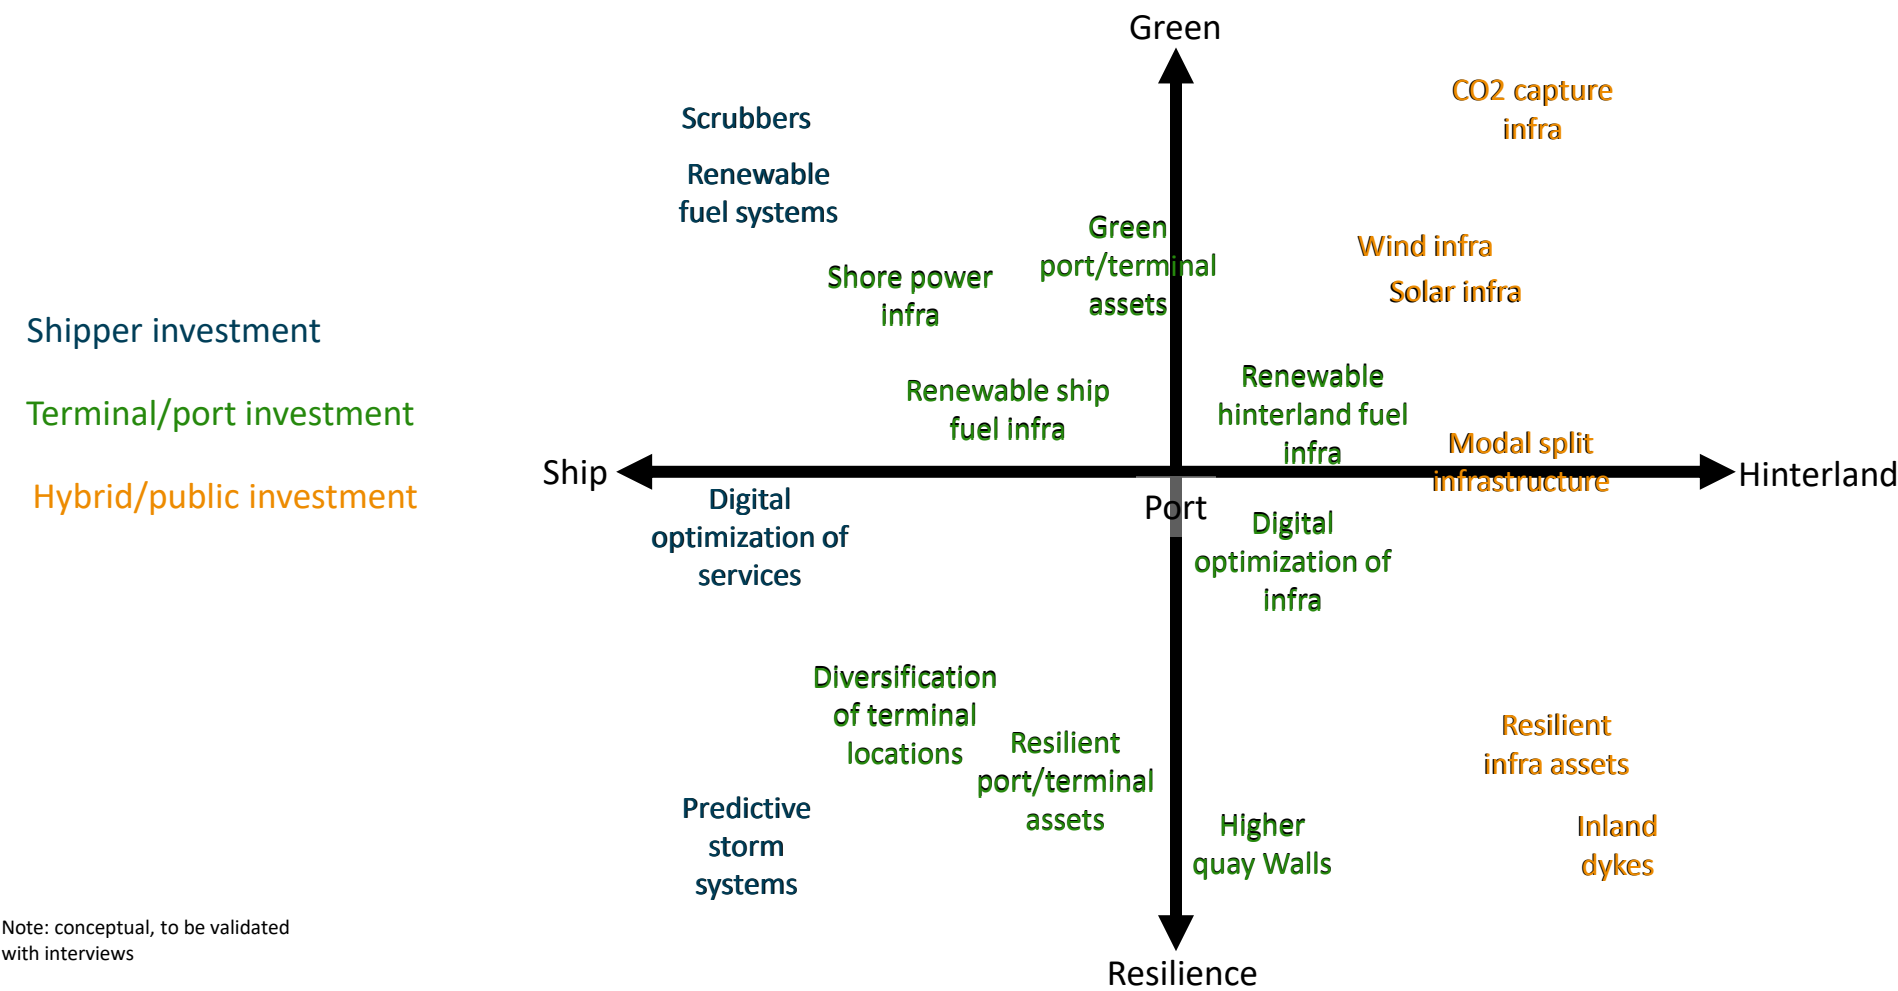 Green
CO2 capture
infra
Scrubbers
Renewable
fuel systems
Green
port/terminal
assets
Wind infra
Solar infra
Shore power
infra
Shipper investment
Terminal/port investment
Hybrid/public investment
Renewable ship
fuel infra
Renewable
hinterland fuel
infra
Modal split
infrastructure
Ship
Hinterland
Port
Digital
optimization of
services
Digital
optimization of
infra
Diversification
of terminal
locations
Resilient
port/terminal
assets
Resilient
infra assets
Predictive
storm
systems
Higher
quay Walls
Inland
dykes
Note: conceptual, to be validated
with interviews
Resilience